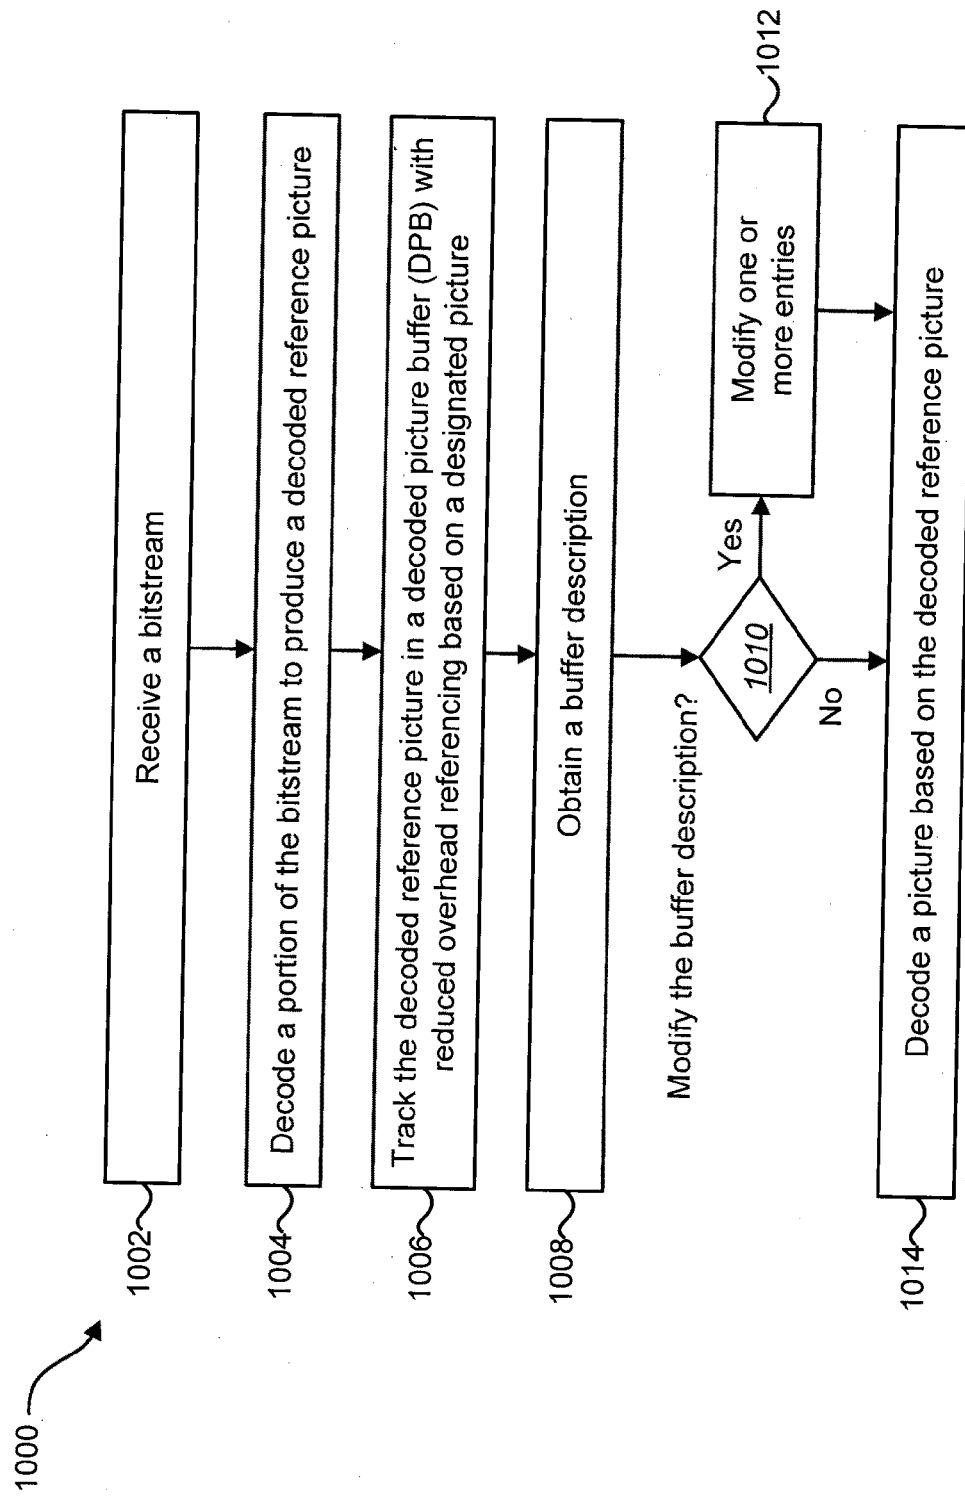 1000
1002
Receive a bitstream
1004
Decode a portion of the bitstream to produce a decoded reference picture
1006
Track the decoded reference picture in a decoded picture buffer (DPB) with
reduced overhead referencing based on a designated picture
1008
Obtain a buffer description
Modify the buffer description?
1010
Yes
No
Modify one or
more entries
1012
1014
Decode a picture based on the decoded reference picture